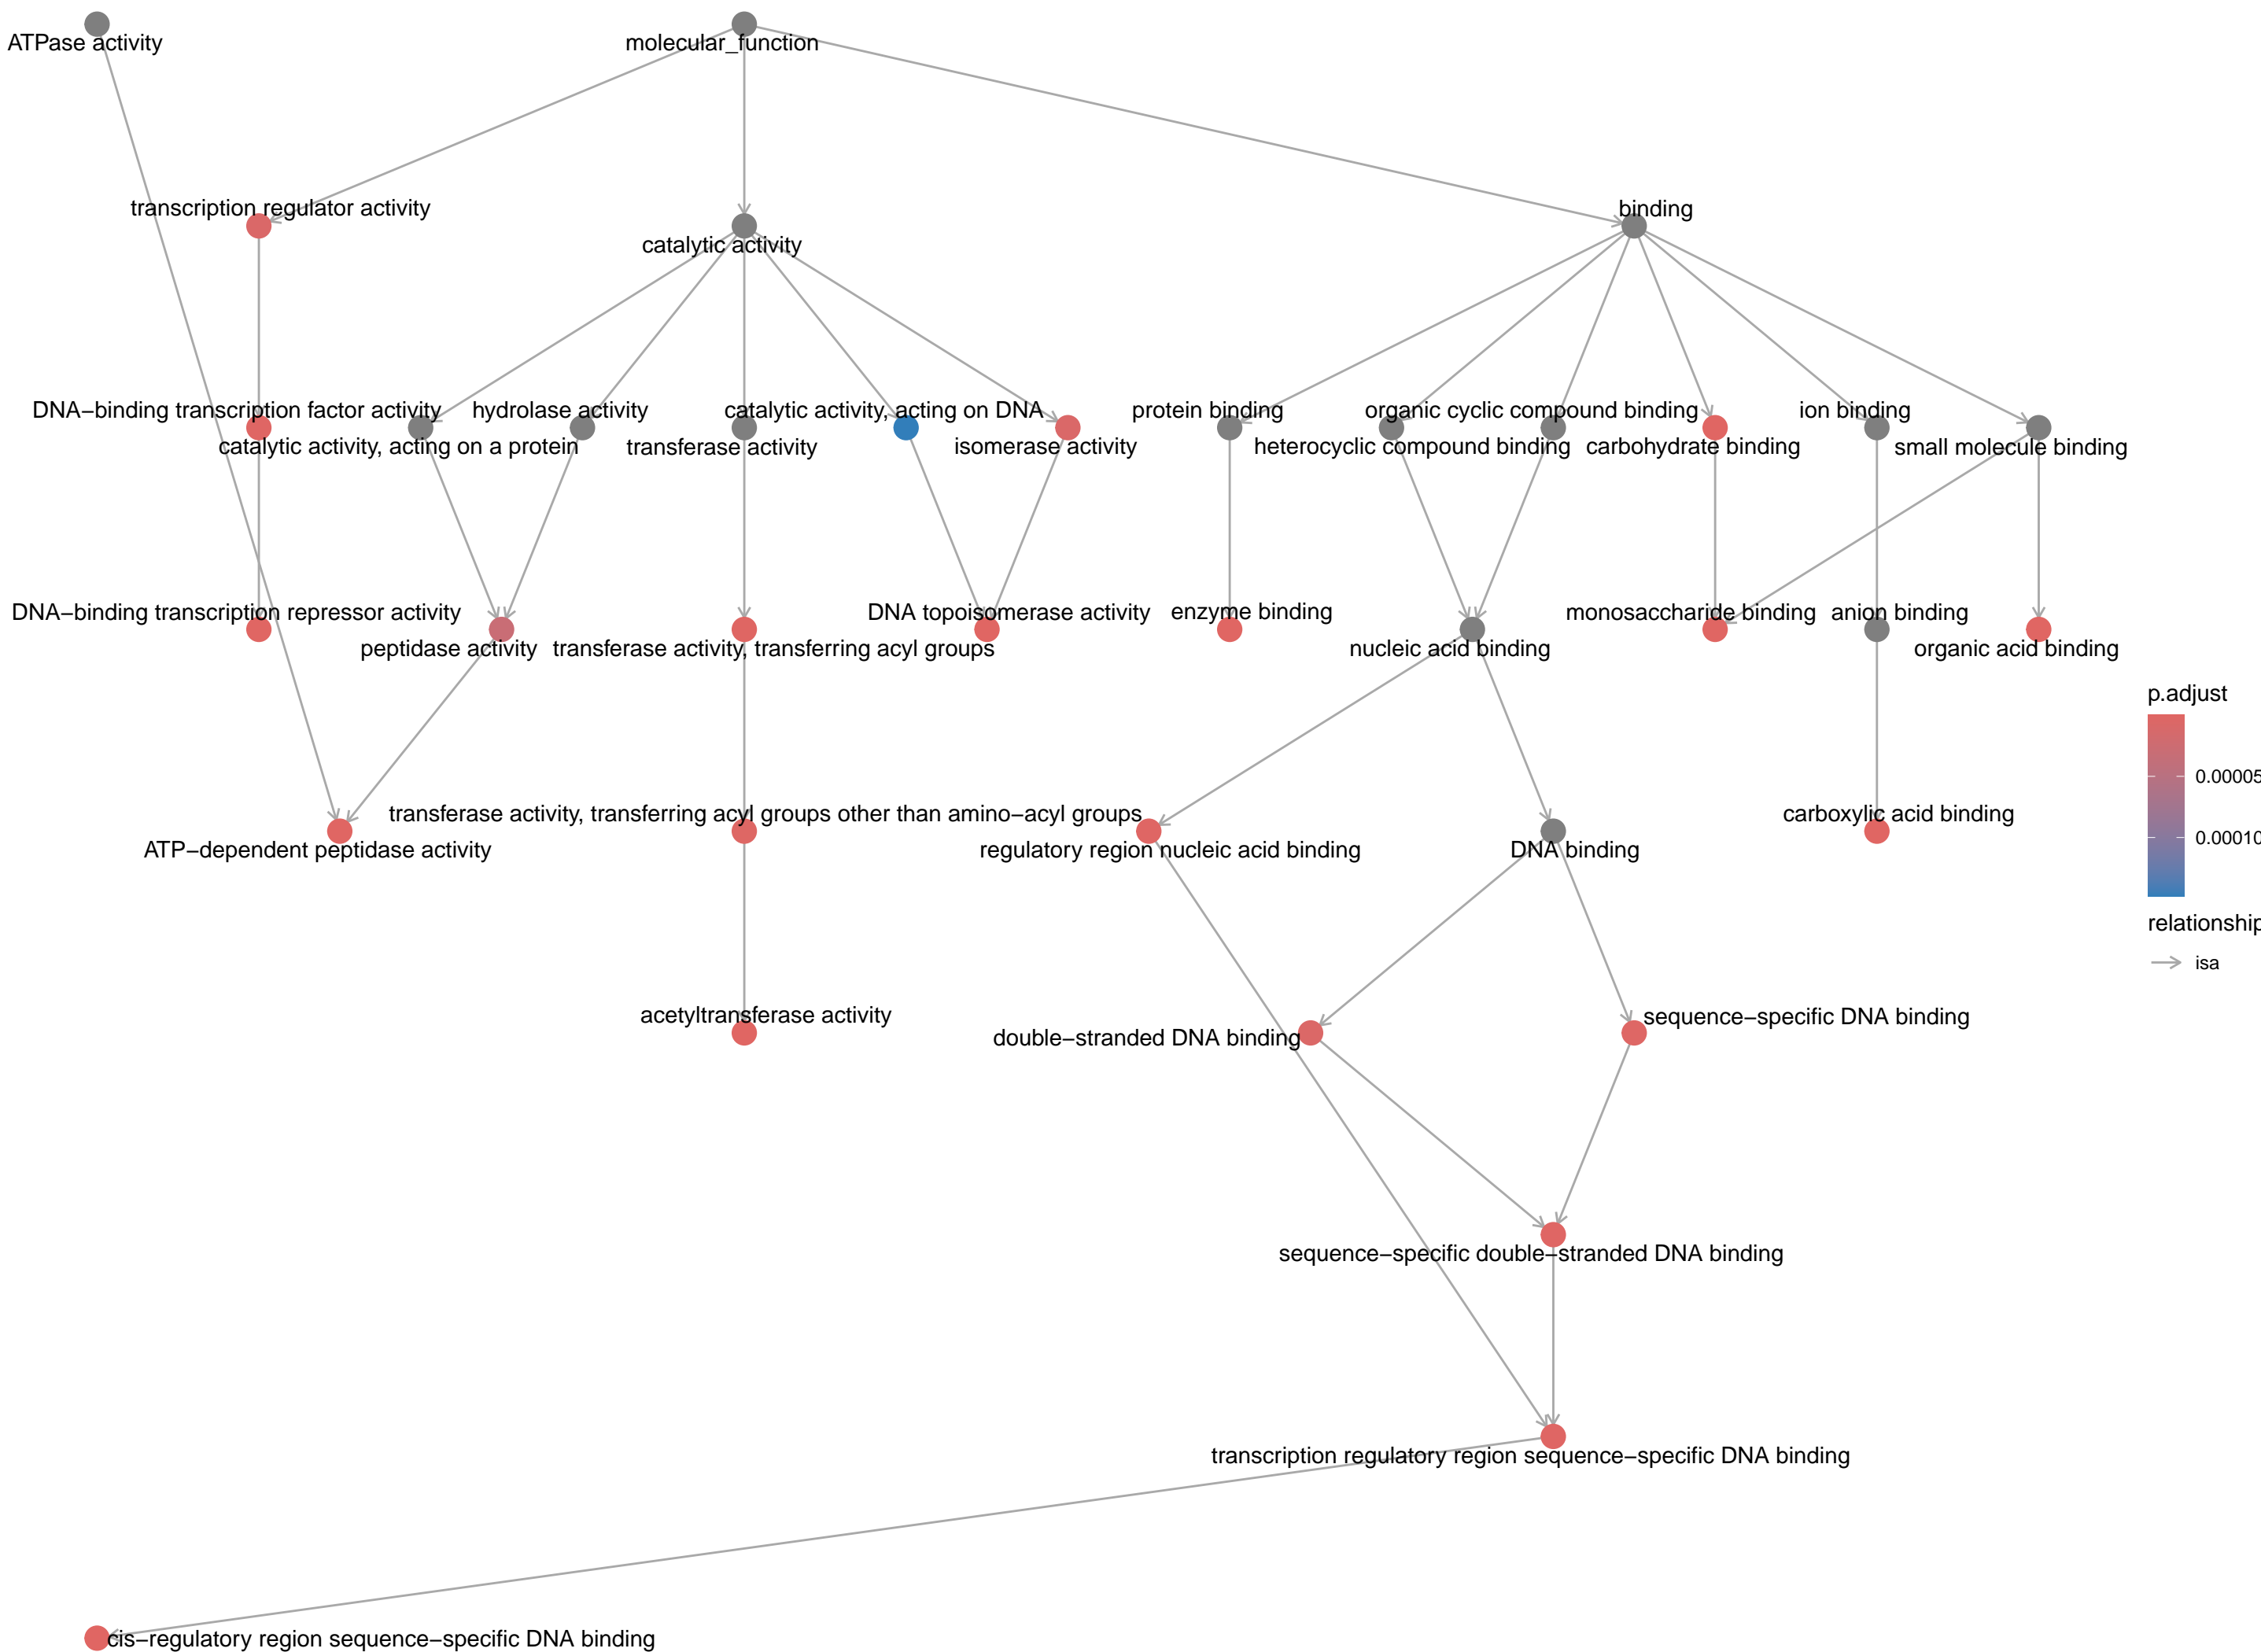 ATPase activity
molecular_function
transcription regulator activity
binding
catalytic activity
DNA−binding transcription factor activity
hydrolase activity
catalytic activity, acting on DNA
protein binding
organic cyclic compound binding
ion binding
catalytic activity, acting on a protein
transferase activity
isomerase activity
heterocyclic compound binding
carbohydrate binding
small molecule binding
DNA−binding transcription repressor activity
DNA topoisomerase activity
enzyme binding
monosaccharide binding
anion binding
peptidase activity
transferase activity, transferring acyl groups
nucleic acid binding
organic acid binding
p.adjust
0.00005
0.00010
relationship
isa
transferase activity, transferring acyl groups other than amino−acyl groups
carboxylic acid binding
ATP−dependent peptidase activity
regulatory region nucleic acid binding
DNA binding
acetyltransferase activity
sequence−specific DNA binding
double−stranded DNA binding
sequence−specific double−stranded DNA binding
transcription regulatory region sequence−specific DNA binding
cis−regulatory region sequence−specific DNA binding